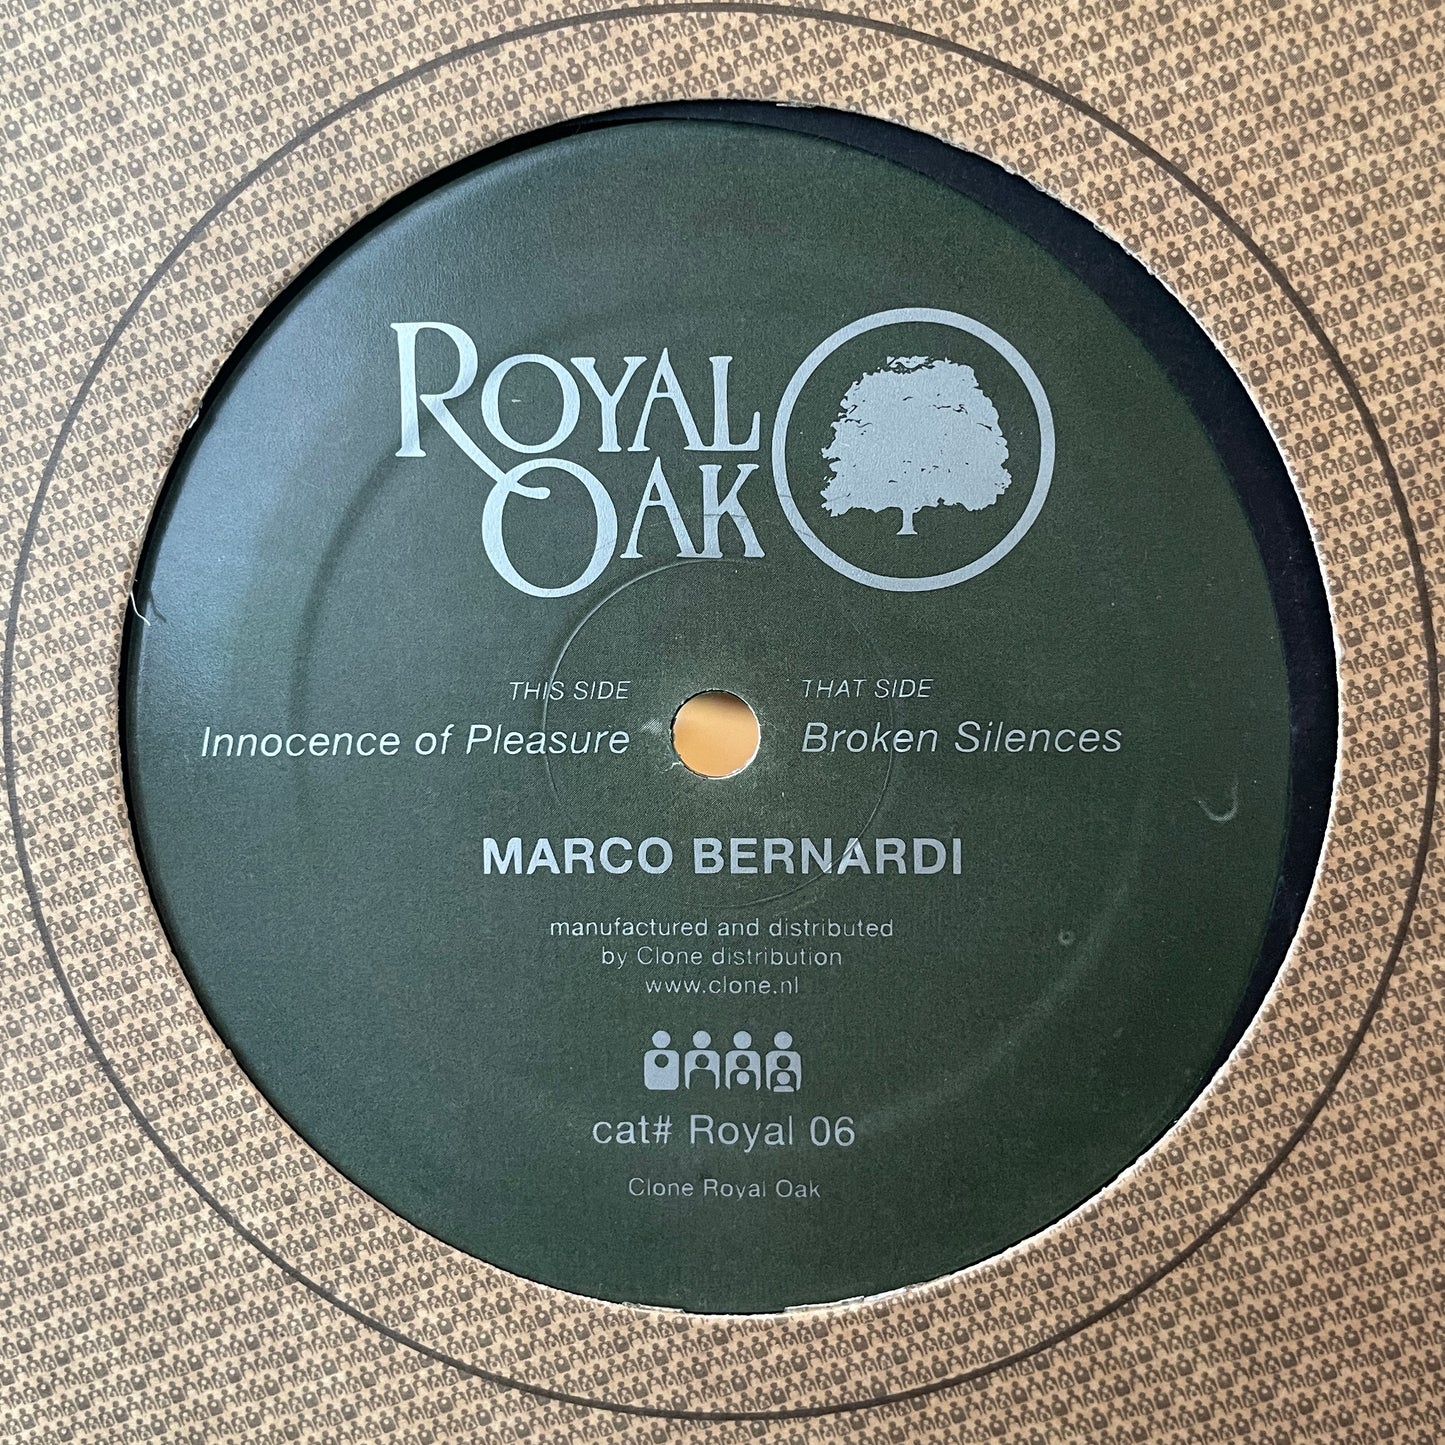 ROYAL
OAK
THIS SIDE
Innocence of Pleasure
THAT SIDE
Broken Silences
MARCO BERNARDI
manufactured and distributed
by Clone distribution
www.clone.nl
cat# Royal 06
Clone Royal Oak